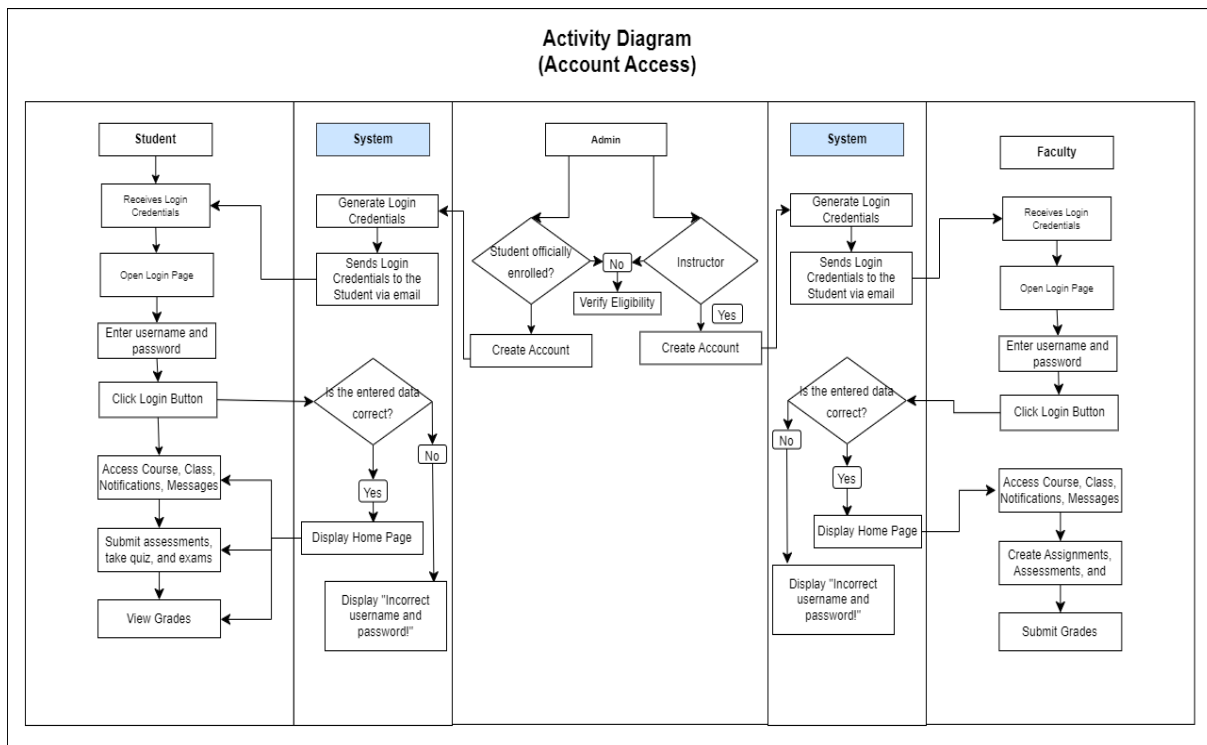 Activity Diagram
(Account Access)
Student
Receives Login
Credentials
Open Login Page
Enter username and
password
Click Login Button
Access Course, Class,
Notifications, Messages
Submit assessments,
take quiz, and exams
View Grades
System
Generate Login
Credentials
Sends Login
Credentials to the
Student via email
Is the entered data
correct?
No
Yes
Display Home Page
Display "Incorrect
username and
password!"
Admin
Student officially
enrolled?
No
Instructor
Verify Eligibility
Yes
Create Account
Create Account
System
Generate Login
Credentials
Sends Login
Credentials to the
Student via email
Is the entered data
correct?
No
Yes
Display Home Page
Display "Incorrect
username and
password!"
Faculty
Receives Login
Credentials
Open Login Page
Enter username and
password
Click Login Button
Access Course, Class,
Notifications, Messages
Create Assignments,
Assessments, and
Submit Grades